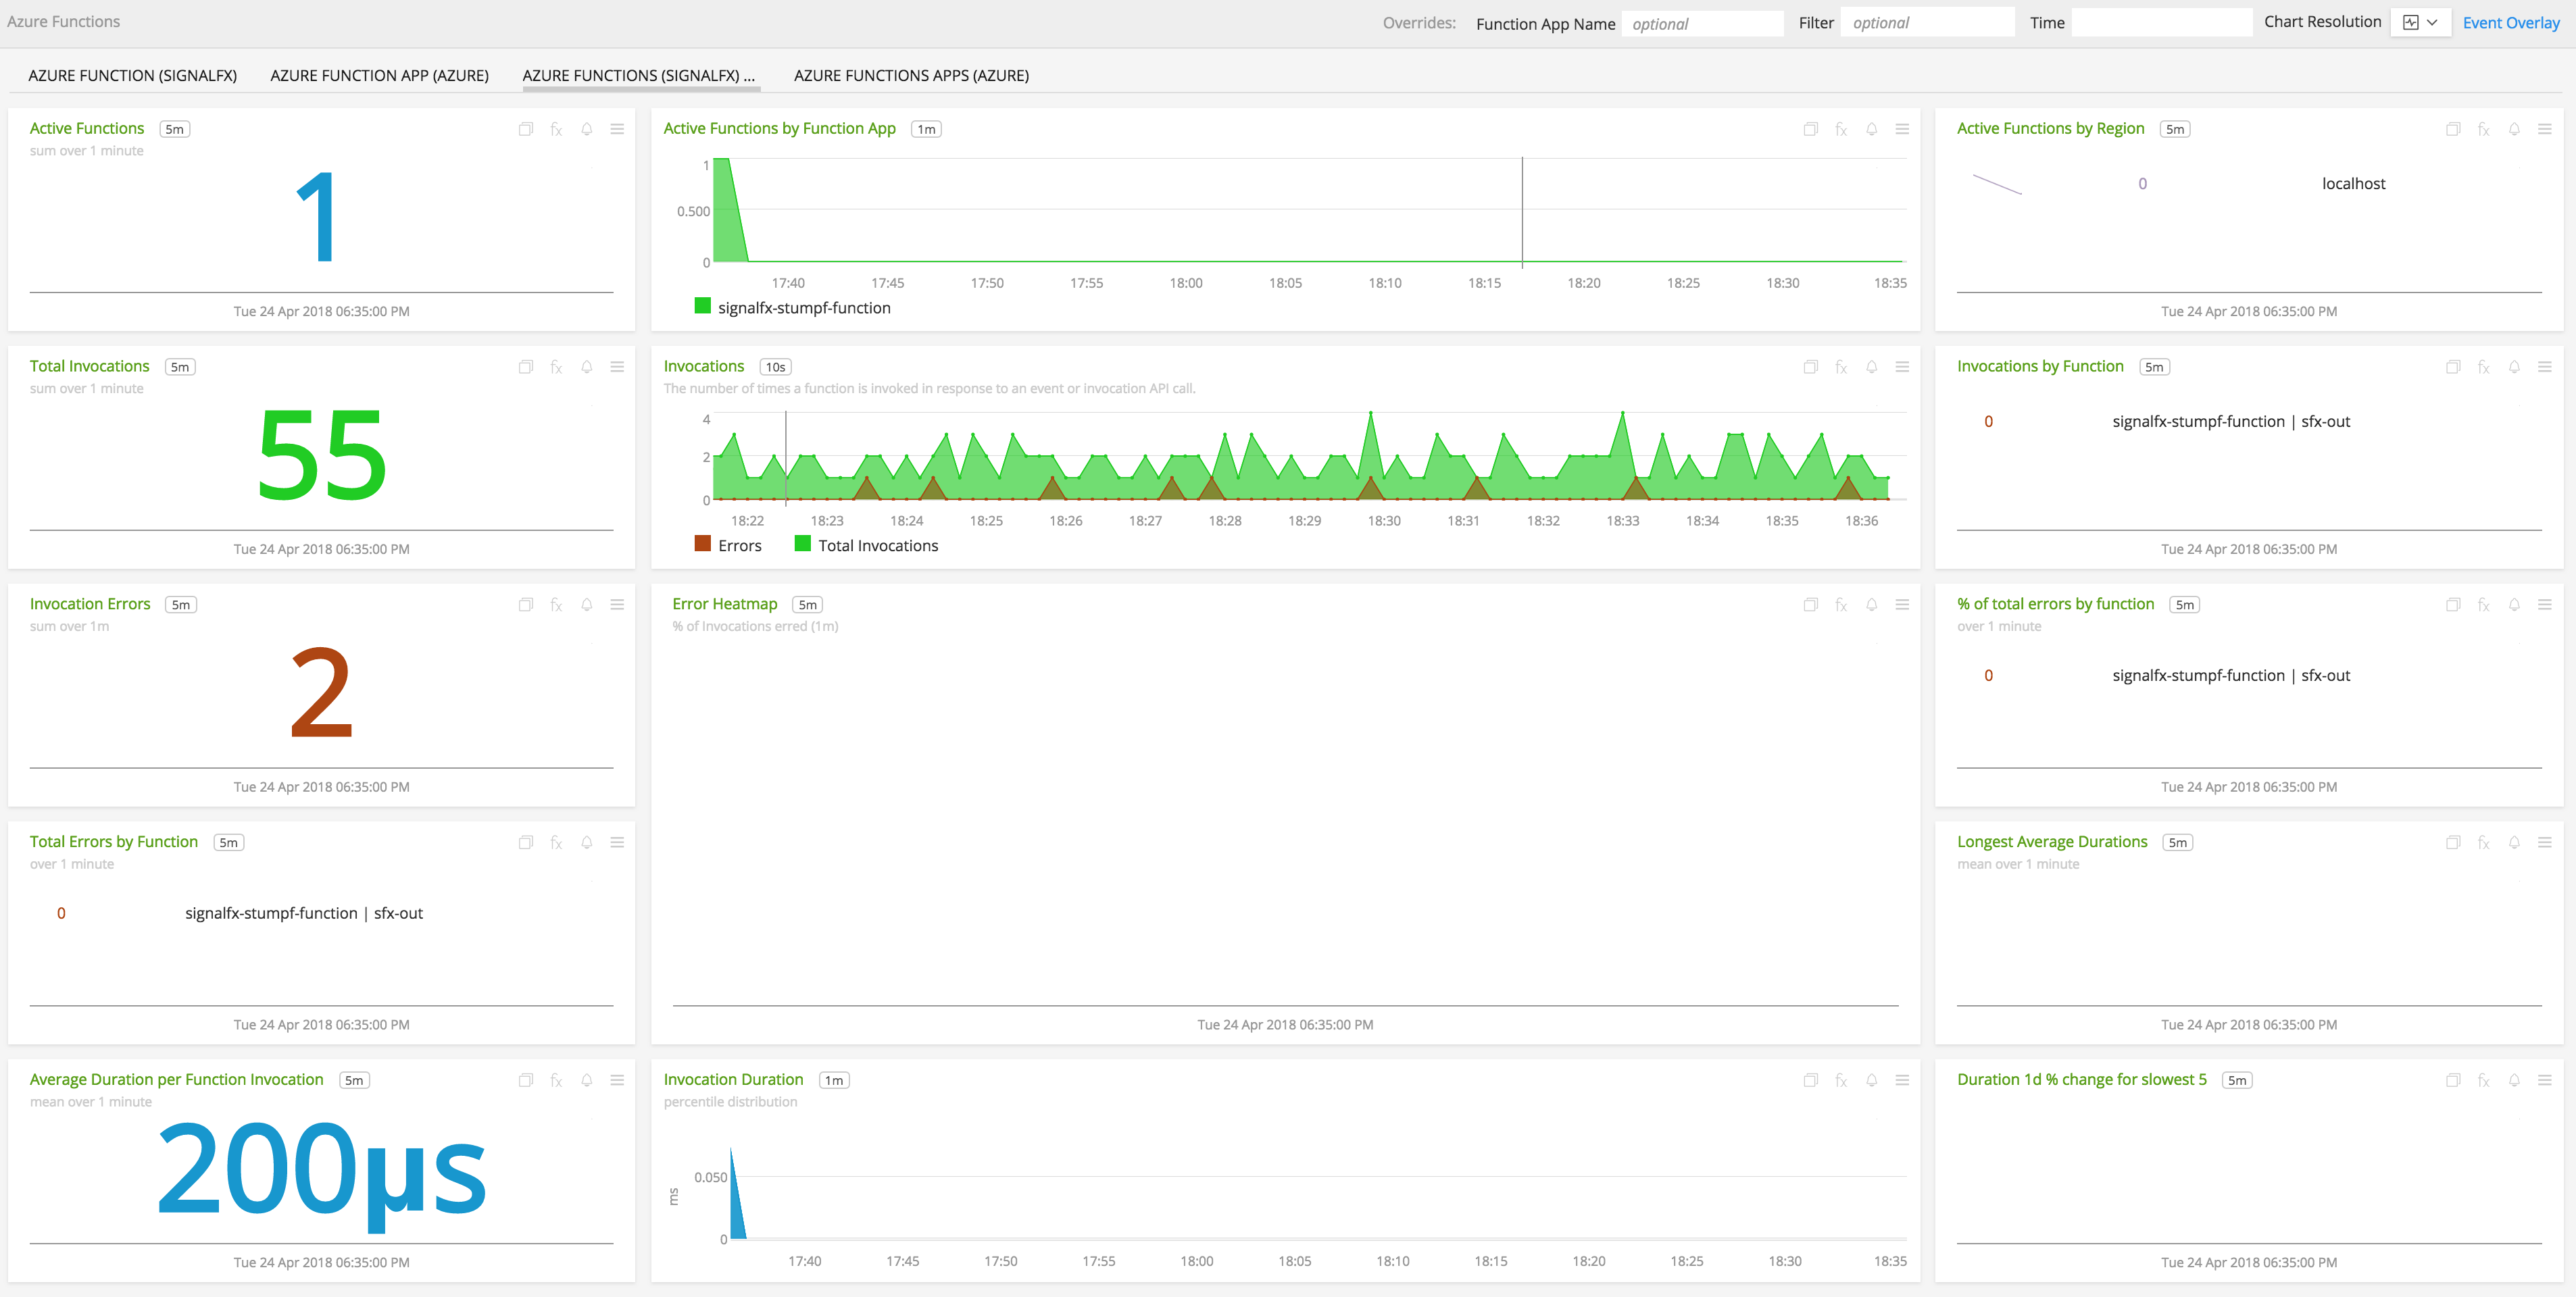 Azure Functions
Overrides: Function App Name optional Filter optional Time Chart Resolution Event Overlay
AZURE FUNCTION (SIGNALFX) AZURE FUNCTION APP (AZURE) AZURE FUNCTIONS (SIGNALFX) ... AZURE FUNCTIONS APPS (AZURE)
Active Functions 5m
sum over 1 minute
1
Tue 24 Apr 2018 06:35:00 PM
Active Functions by Function App 1m
1
0.500
0
17:40 17:45 17:50 17:55 18:00 18:05 18:10 18:15 18:20 18:25 18:30 18:35
signalfx-stumpf-function
Active Functions by Region 5m
0 localhost
Tue 24 Apr 2018 06:35:00 PM
Total Invocations 5m
sum over 1 minute
55
Tue 24 Apr 2018 06:35:00 PM
Invocations 10s
The number of times a function is invoked in response to an event or invocation API call.
4
2
0
18:22 18:23 18:24 18:25 18:26 18:27 18:28 18:29 18:30 18:31 18:32 18:33 18:34 18:35 18:36
Errors Total Invocations
Invocations by Function 5m
0 signalfx-stumpf-function | sfx-out
Tue 24 Apr 2018 06:35:00 PM
Invocation Errors 5m
sum over 1m
2
Tue 24 Apr 2018 06:35:00 PM
Error Heatmap 5m
% of Invocations erred (1m)
Tue 24 Apr 2018 06:35:00 PM
% of total errors by function 5m
over 1 minute
0 signalfx-stumpf-function | sfx-out
Tue 24 Apr 2018 06:35:00 PM
Total Errors by Function 5m
over 1 minute
0 signalfx-stumpf-function | sfx-out
Tue 24 Apr 2018 06:35:00 PM
Longest Average Durations 5m
mean over 1 minute
Tue 24 Apr 2018 06:35:00 PM
Average Duration per Function Invocation 5m
mean over 1 minute
200µs
Tue 24 Apr 2018 06:35:00 PM
Invocation Duration 1m
percentile distribution
0.050
ms
0
17:40 17:45 17:50 17:55 18:00 18:05 18:10 18:15 18:20 18:25 18:30 18:35
Duration 1d % change for slowest 5 5m
Tue 24 Apr 2018 06:35:00 PM